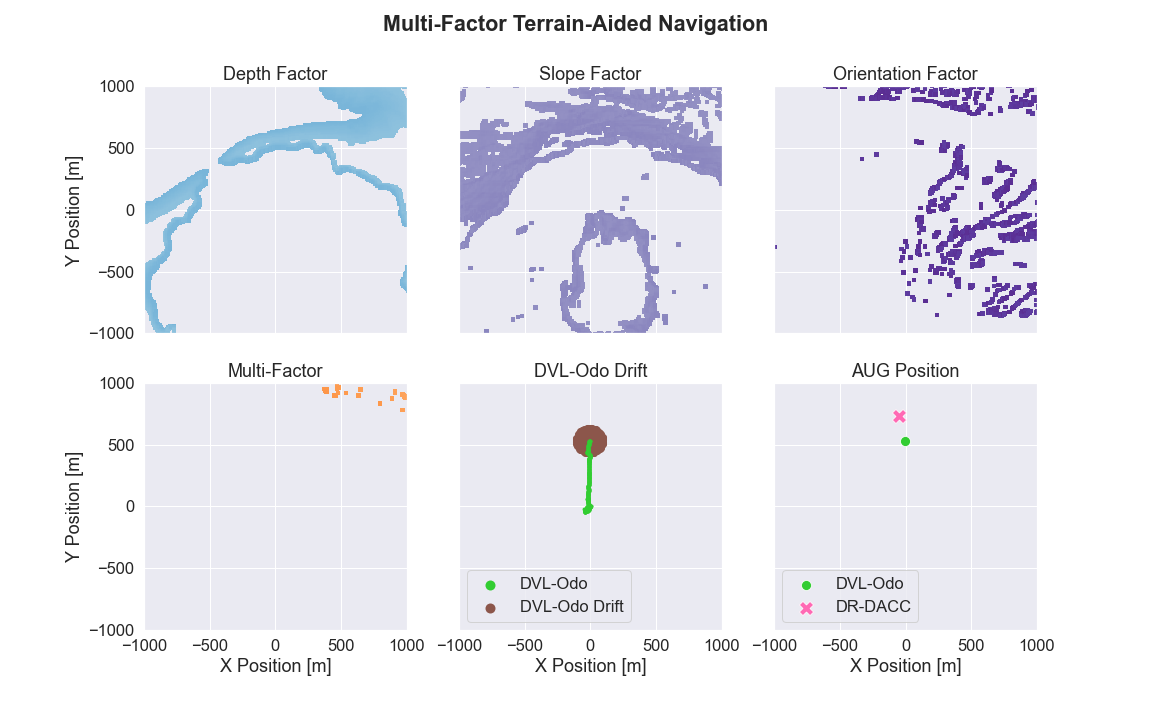 Multi-Factor Terrain-Aided Navigation
Depth Factor
Slope Factor
Orientation Factor
1000
500
0
−500
−1000
Y Position [m]
Multi-Factor
DVL-Odo Drift
AUG Position
1000
500
0
−500
−1000
Y Position [m]
DVL-Odo
DVL-Odo Drift
DVL-Odo
DR-DACC
−1000 −500 0 500 1000
−1000 −500 0 500 1000
−1000 −500 0 500 1000
X Position [m]
X Position [m]
X Position [m]